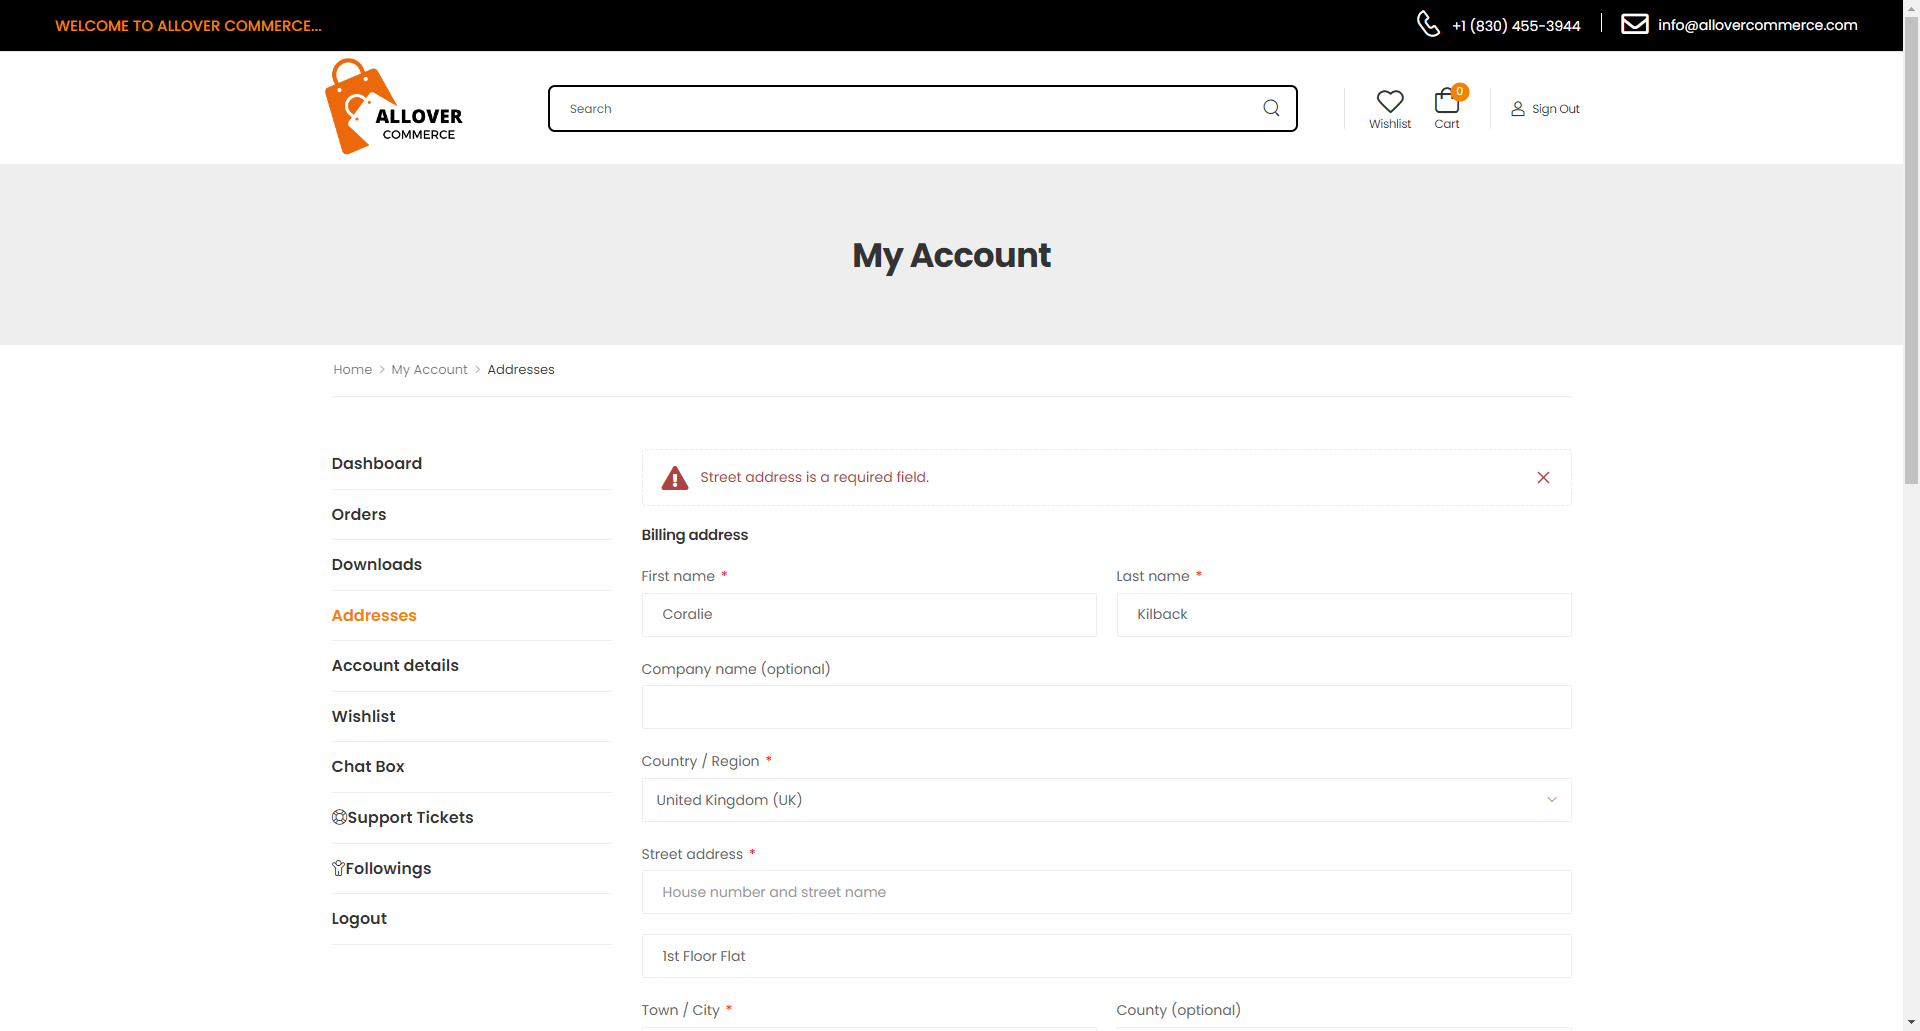 WELCOME TO ALLOVER COMMERCE...
+1 (830) 455-3944
info@allovercommerce.com
ALLOVER
COMMERCE
Search
Wishlist
0
Cart
Sign Out
My Account
Home > My Account > Addresses
Dashboard
Orders
Downloads
Addresses
Account details
Wishlist
Chat Box
Support Tickets
Followings
Logout
Street address is a required field.
Billing address
First name *
Last name *
Coralie
Kilback
Company name (optional)
Country / Region *
United Kingdom (UK)
Street address *
House number and street name
1st Floor Flat
Town / City *
County (optional)